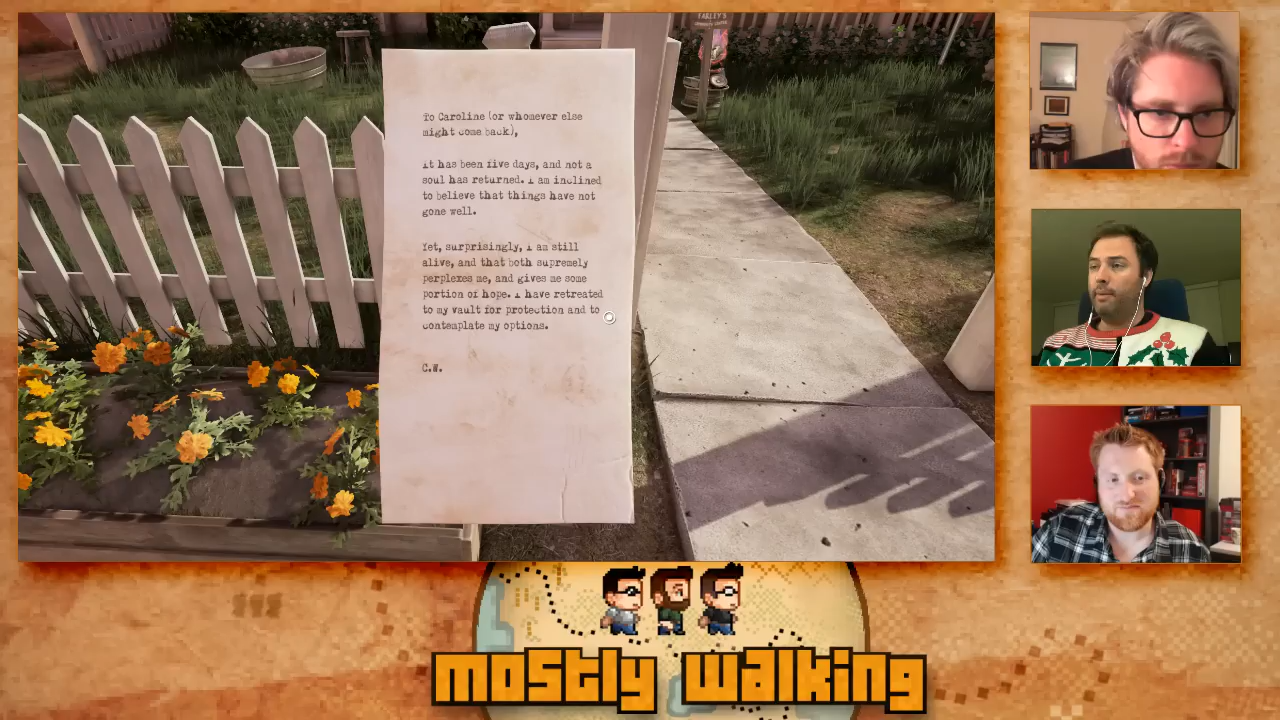 FARLEY'S
To Caroline (or whomever else
might come back),
It has been five days, and not a
soul has returned. I am inclined
to believe that things have not
gone well.
Yet, surprisingly, I am still
alive, and that both supremely
perplexes me, and gives me some
portion of hope. I have retreated
to my vault for protection and to
contemplate my options.
C.W.
mostly walking